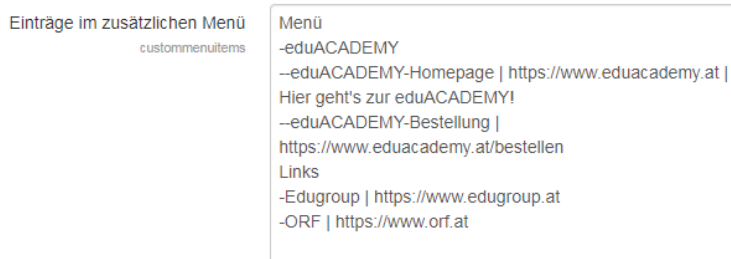 Einträge im zusätzlichen Menü
custommenuitems
Menü
-eduACADEMY
--eduACADEMY-Homepage | https://www.eduacademy.at |
Hier geht's zur eduACADEMY!
--eduACADEMY-Bestellung |
https://www.eduacademy.at/bestellen
Links
-Edugroup | https://www.edugroup.at
-ORF | https://www.orf.at